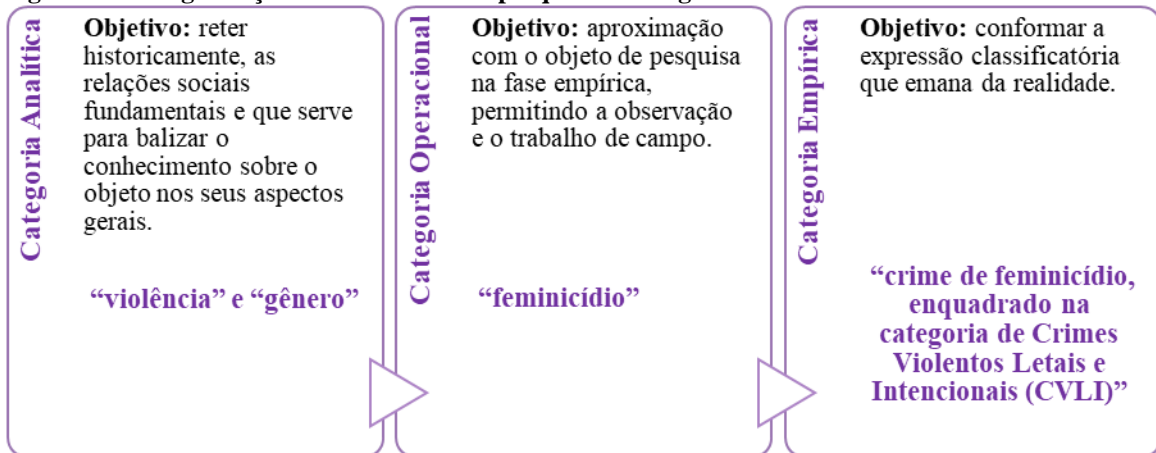 Categoria Analítica
Objetivo: reter
historicamente, as
relações sociais
fundamentais e que serve
para balizar o
conhecimento sobre o
objeto nos seus aspectos
gerais.
“violência” e “gênero”
Categoria Operacional
Objetivo: aproximação
com o objeto de pesquisa
na fase empírica,
permitindo a observação
e o trabalho de campo.
“feminicídio”
Categoria Empírica
Objetivo: conformar a
expressão classificatória
que emana da realidade.
“crime de feminicídio,
enquadrado na
categoria de Crimes
Violentos Letais e
Intencionais (CVLI)”